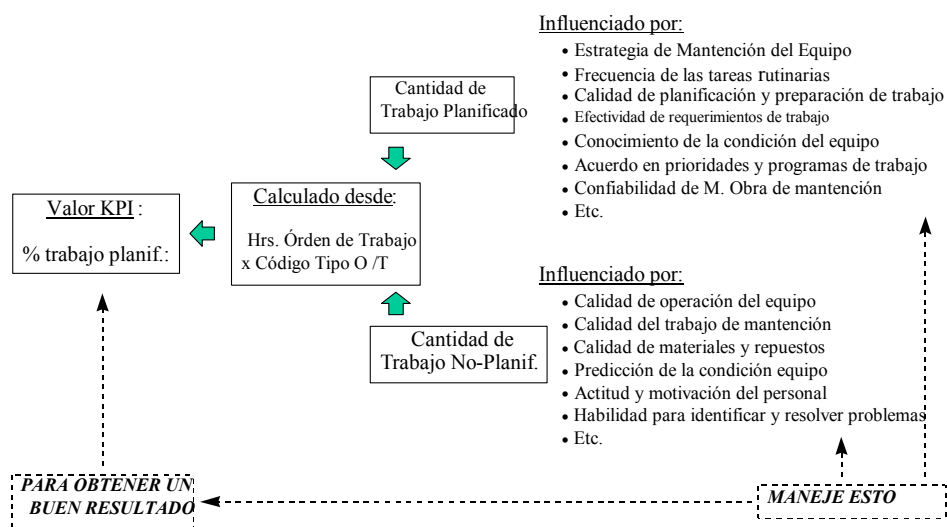 Influenciado por:
• Estrategia de Mantención del Equipo
• Frecuencia de las tareas rutinarias
• Calidad de planificación y preparación de trabajo
• Efectividad de requerimientos de trabajo
• Conocimiento de la condición del equipo
• Acuerdo en prioridades y programas de trabajo
• Confiabilidad de M. Obra de mantención
• Etc.
Cantidad de
Trabajo Planificado
Calculado desde:
Hrs. Órden de Trabajo
x Código Tipo O /T
Valor KPI :
% trabajo planif.:
Cantidad de
Trabajo No-Planif.
Influenciado por:
• Calidad de operación del equipo
• Calidad del trabajo de mantención
• Calidad de materiales y repuestos
• Predicción de la condición equipo
• Actitud y motivación del personal
• Habilidad para identificar y resolver problemas
• Etc.
PARA OBTENER UN
BUEN RESULTADO
MANEJE ESTO